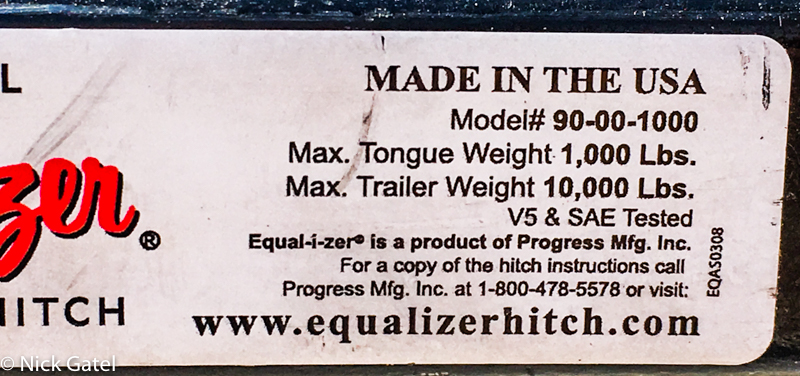 L
MADE IN THE USA
Model# 90-00-1000
Max. Tongue Weight 1,000 Lbs.
Max. Trailer Weight 10,000 Lbs.
V5 & SAE Tested
zer®
Equal-i-zer® is a product of Progress Mfg. Inc.
For a copy of the hitch instructions call
Progress Mfg. Inc. at 1-800-478-5578 or visit:
EQAS0308
HITCH
www.equalizerhitch.com
© Nick Gatel